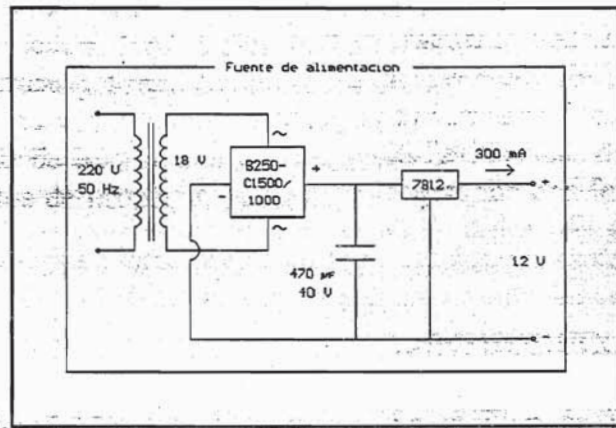 Fuente de alimentacion
~
300 mA
220 V
50 Hz
18 V
B250-
C1500/
1000
+
-
7812
+
~
470 µF
40 V
12 V
-